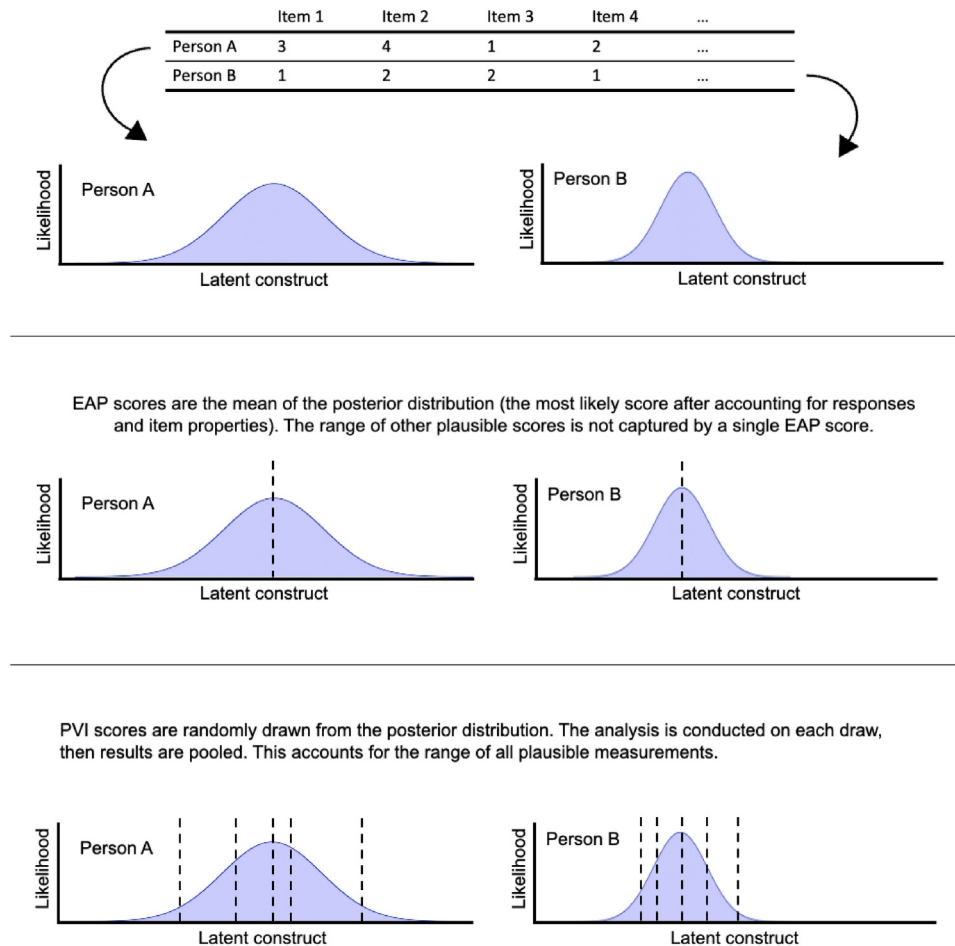 Item 1 Item 2 Item 3 Item 4 ...
Person A 3 4 1 2 ...
Person B 1 2 2 1 ...
Person A
Likelihood
Latent construct
Person B
Likelihood
Latent construct
EAP scores are the mean of the posterior distribution (the most likely score after accounting for responses
and item properties). The range of other plausible scores is not captured by a single EAP score.
Person A
Likelihood
Latent construct
Person B
Likelihood
Latent construct
PVI scores are randomly drawn from the posterior distribution. The analysis is conducted on each draw,
then results are pooled. This accounts for the range of all plausible measurements.
Person A
Likelihood
Latent construct
Person B
Likelihood
Latent construct